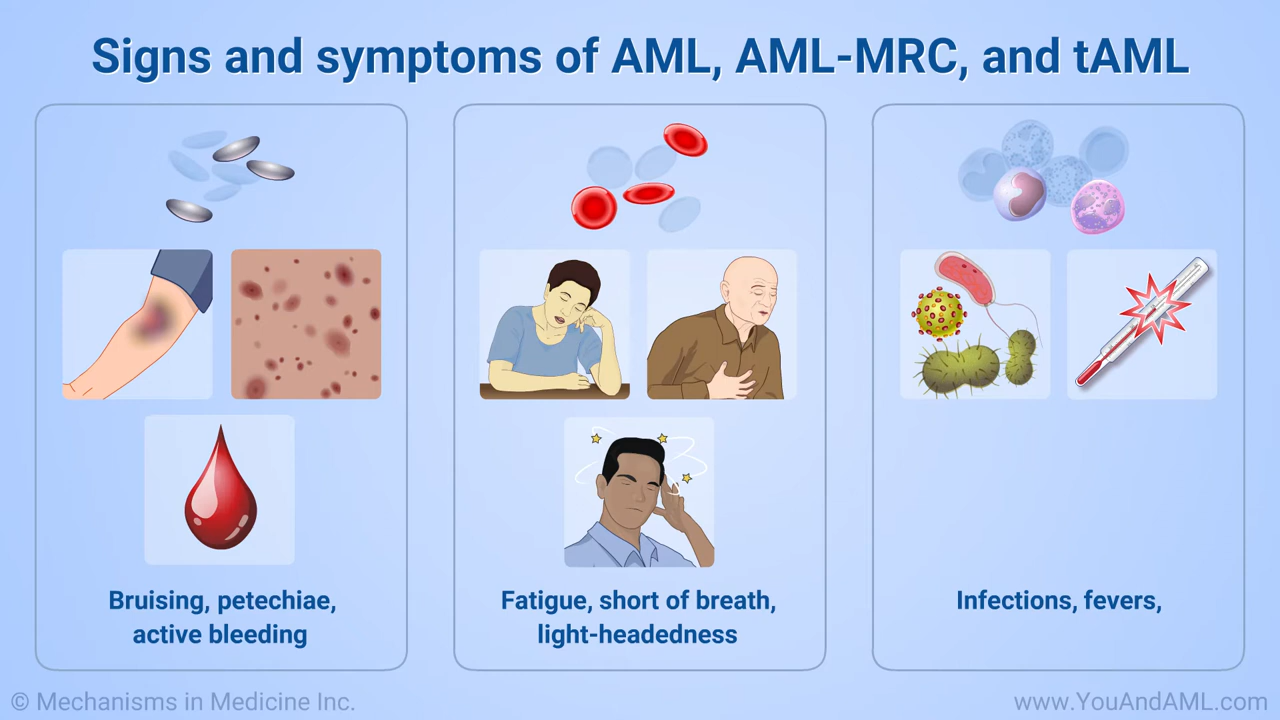 Signs and symptoms of AML, AML-MRC, and tAML
Bruising, petechiae,
active bleeding
Fatigue, short of breath,
light-headedness
Infections, fevers,
© Mechanisms in Medicine Inc.
www.YouAndAML.com